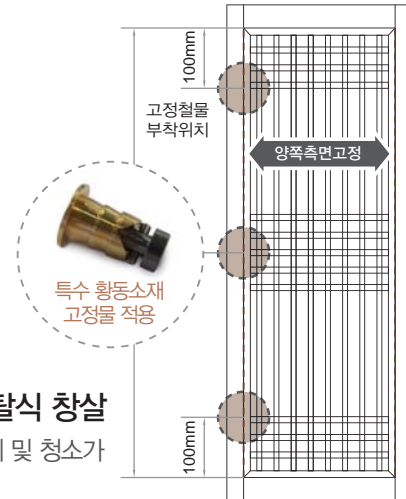 100mm
고정철물
부착위치
양쪽측면고정
특수 황동소재
고정물 적용
탈식 창살
및 청소가
100mm